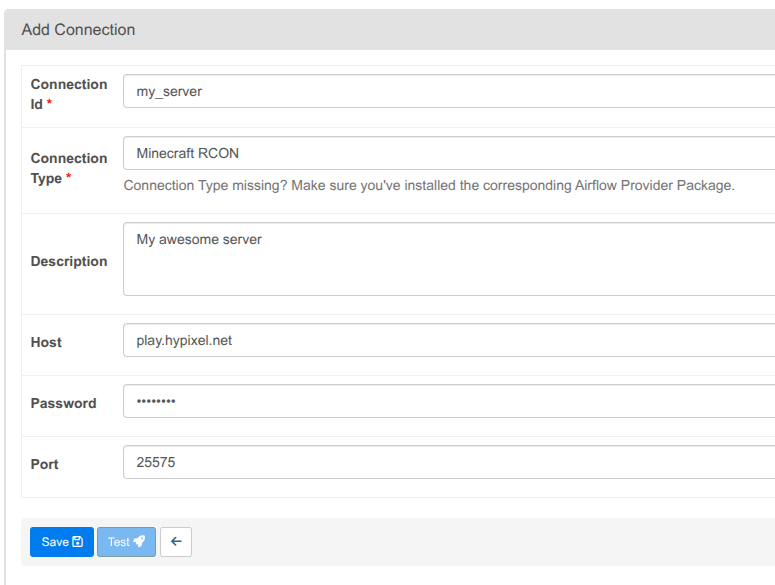 Add Connection
Connection
Id *
my_server
Connection
Type *
Minecraft RCON
Connection Type missing? Make sure you've installed the corresponding Airflow Provider Package.
Description
My awesome server
Host
play.hypixel.net
Password
••••••••
Port
25575
Save
Test